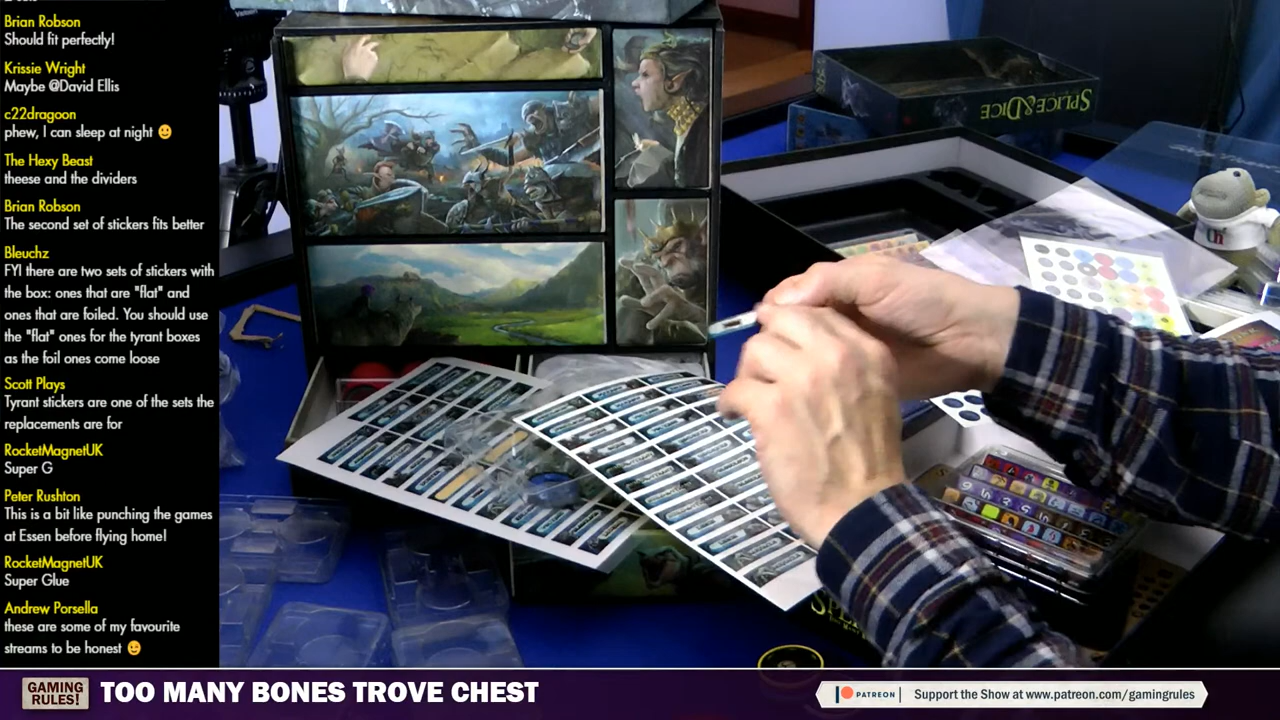 Brian Robson
Should fit perfectly!
Krissie Wright
Maybe @David Ellis
c22dragoon
phew, I can sleep at night 🙂
The Hexy Beast
theese and the dividers
Brian Robson
The second set of stickers fits better
Bleuchz
FYI there are two sets of stickers with
the box: ones that are "flat" and
ones that are foiled. You should use
the "flat" ones for the tyrant boxes
as the foil ones come loose
Scott Plays
Tyrant stickers are one of the sets the
replacements are for
RocketMagnetUK
Super G
Peter Rushton
This is a bit like punching the games
at Essen before flying home!
RocketMagnetUK
Super Glue
Andrew Porsella
these are some of my favourite
streams to be honest 🙂
SPLICE & DICE
GAMING
RULES!
TOO MANY BONES TROVE CHEST
PATREON
Support the Show at www.patreon.com/gamingrules